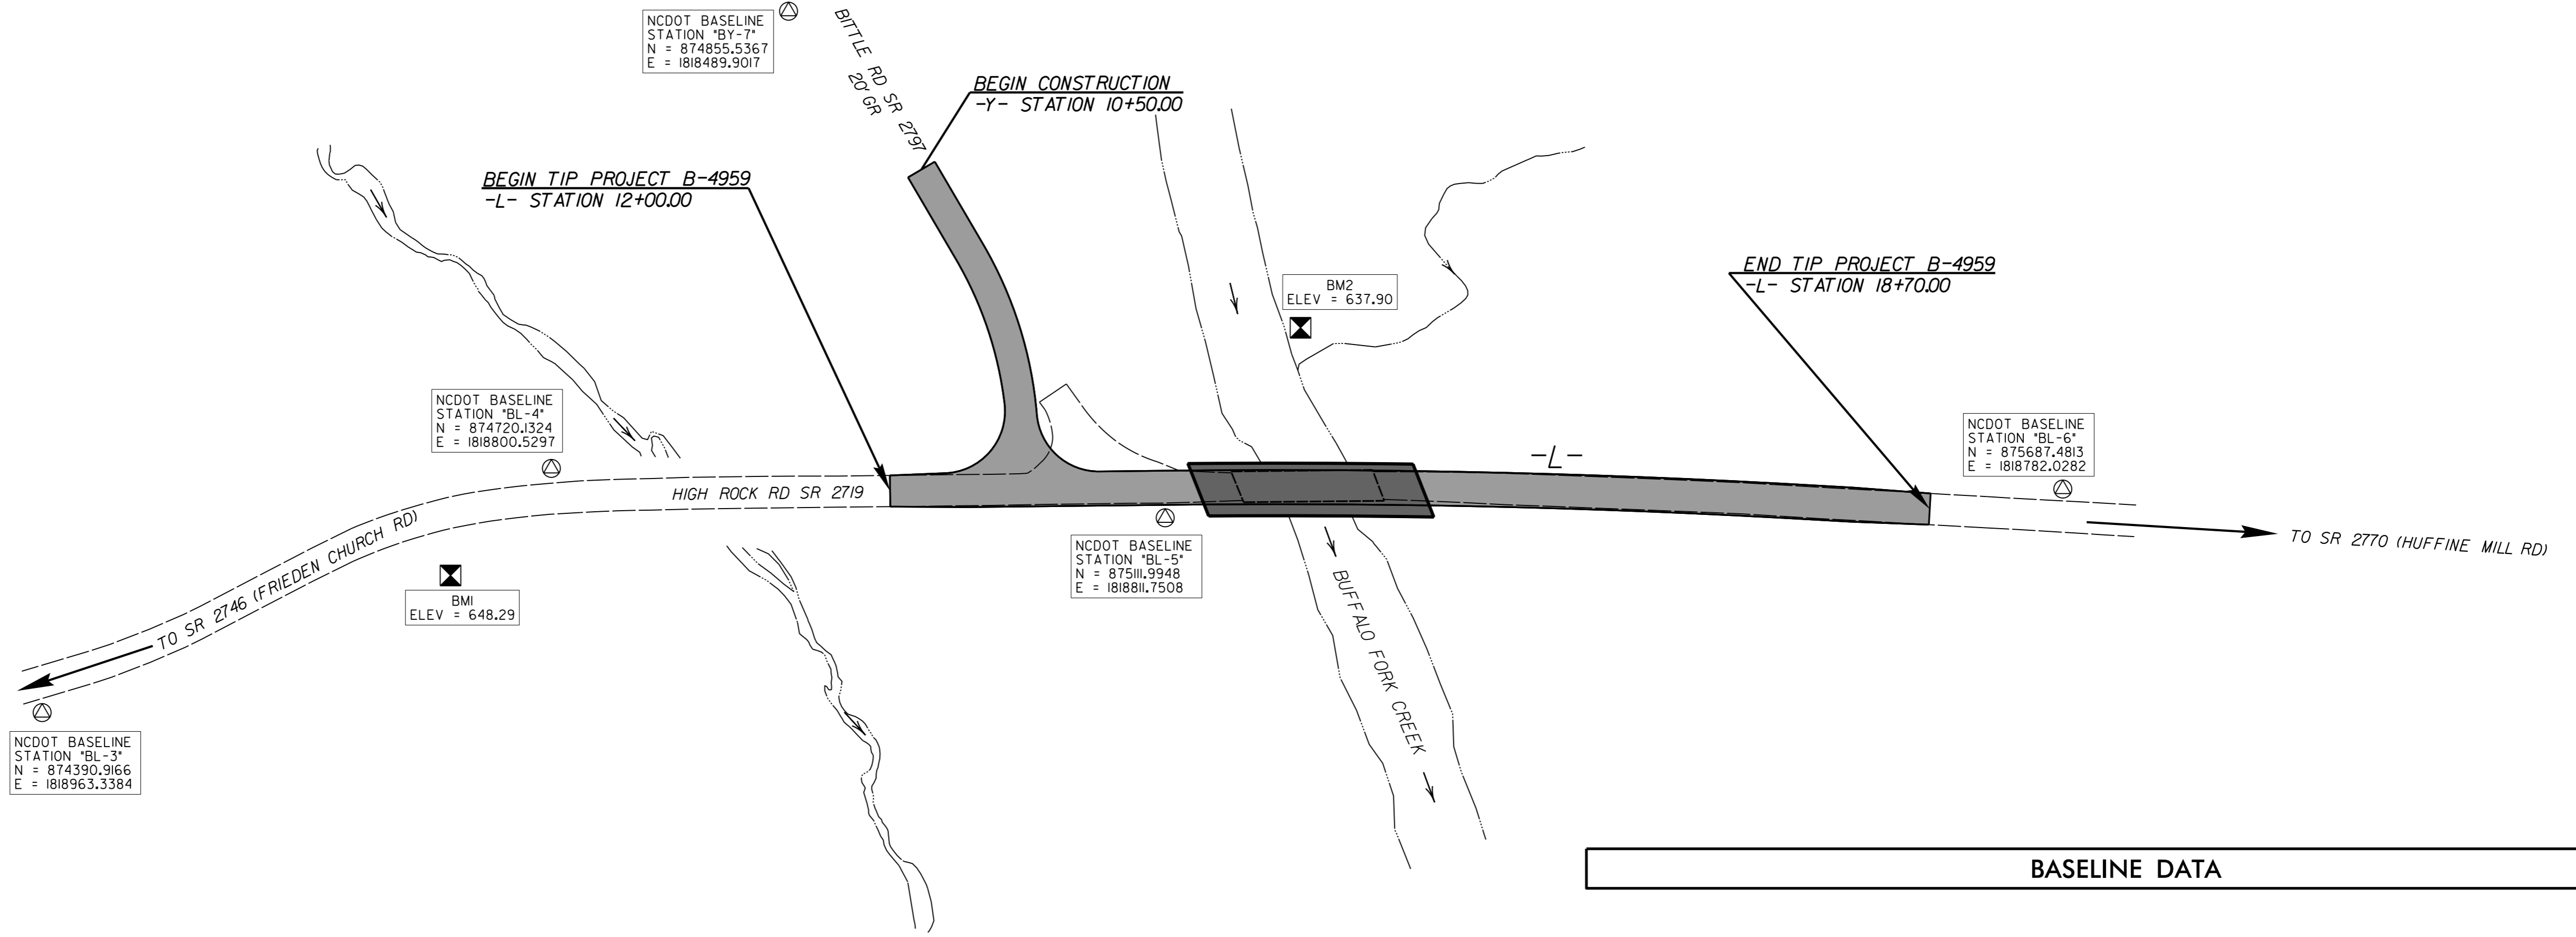 NCDOT BASELINE
STATION "BY-7"
N = 874855.5367
E = 1818489.9017
BITTLE RD SR 2797
20' GR
BEGIN CONSTRUCTION
-Y- STATION 10+50.00
BEGIN TIP PROJECT B-4959
-L- STATION 12+00.00
BM2
ELEV = 637.90
END TIP PROJECT B-4959
-L- STATION 18+70.00
NCDOT BASELINE
STATION "BL-4"
N = 874720.1324
E = 1818800.5297
NCDOT BASELINE
STATION "BL-6"
N = 875687.4813
E = 1818782.0282
-L-
HIGH ROCK RD SR 2719
TO SR 2746 (FRIEDEN CHURCH RD)
TO SR 2770 (HUFFINE MILL RD)
NCDOT BASELINE
STATION "BL-5"
N = 875111.9948
E = 1818811.7508
BM1
ELEV = 648.29
BUFFALO FORK CREEK
NCDOT BASELINE
STATION "BL-3"
N = 874390.9166
E = 1818963.3384
BASELINE DATA